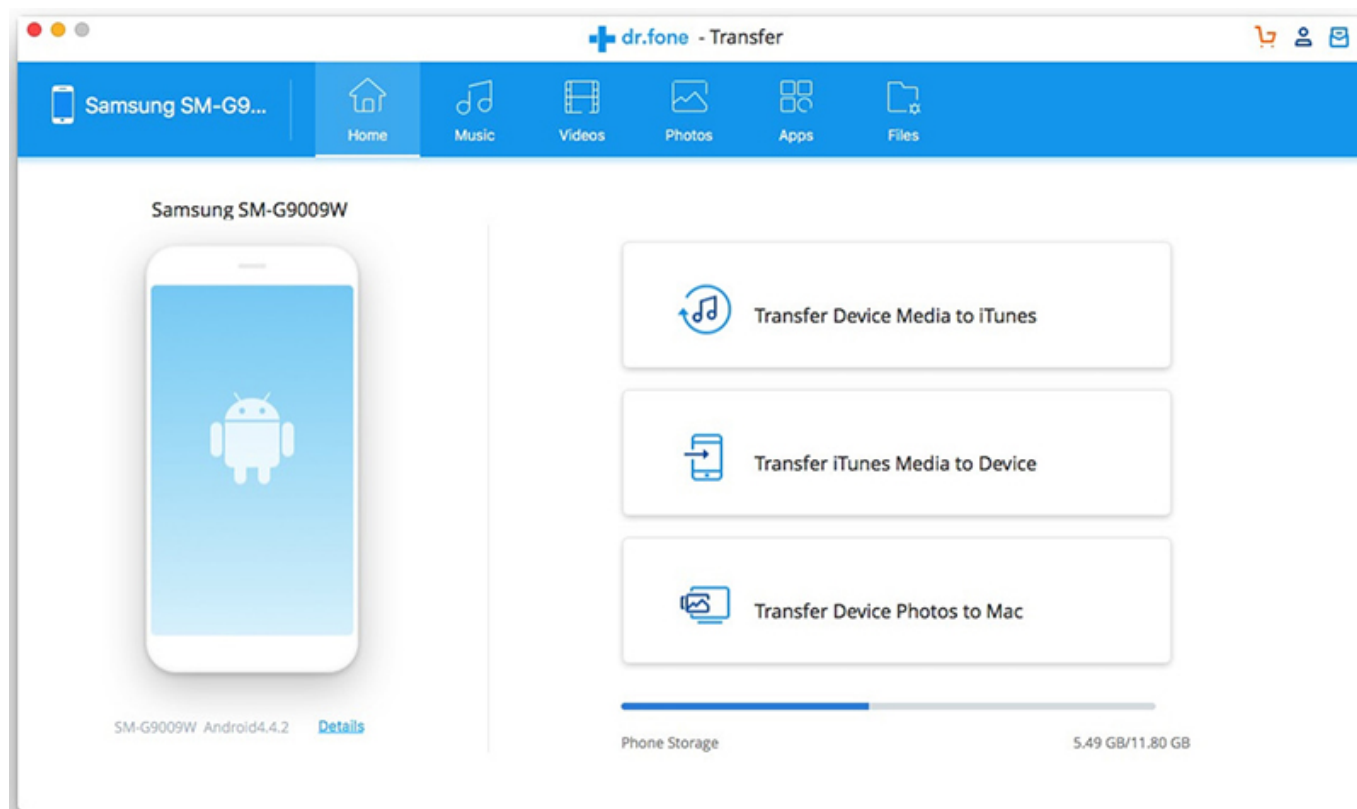 dr.fone - Transfer
Samsung SM-G9...
Home
Music
Videos
Photos
Apps
Files
Samsung SM-G9009W
Transfer Device Media to iTunes
Transfer iTunes Media to Device
Transfer Device Photos to Mac
SM-G9009W Android4.4.2 Details
Phone Storage
5.49 GB/11.80 GB